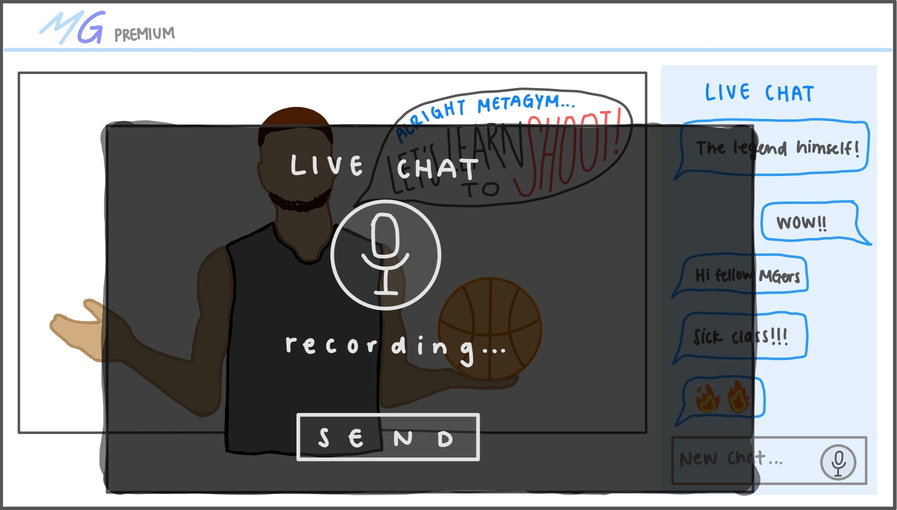 MG PREMIUM
ALRIGHT METAGYM...
LET'S LEARN
TO
SHOOT!
LIVE CHAT
recording...
SEND
LIVE CHAT
The legend himself!
WOW!!
Hi fellow MGers
Sick class!!!
New chat...